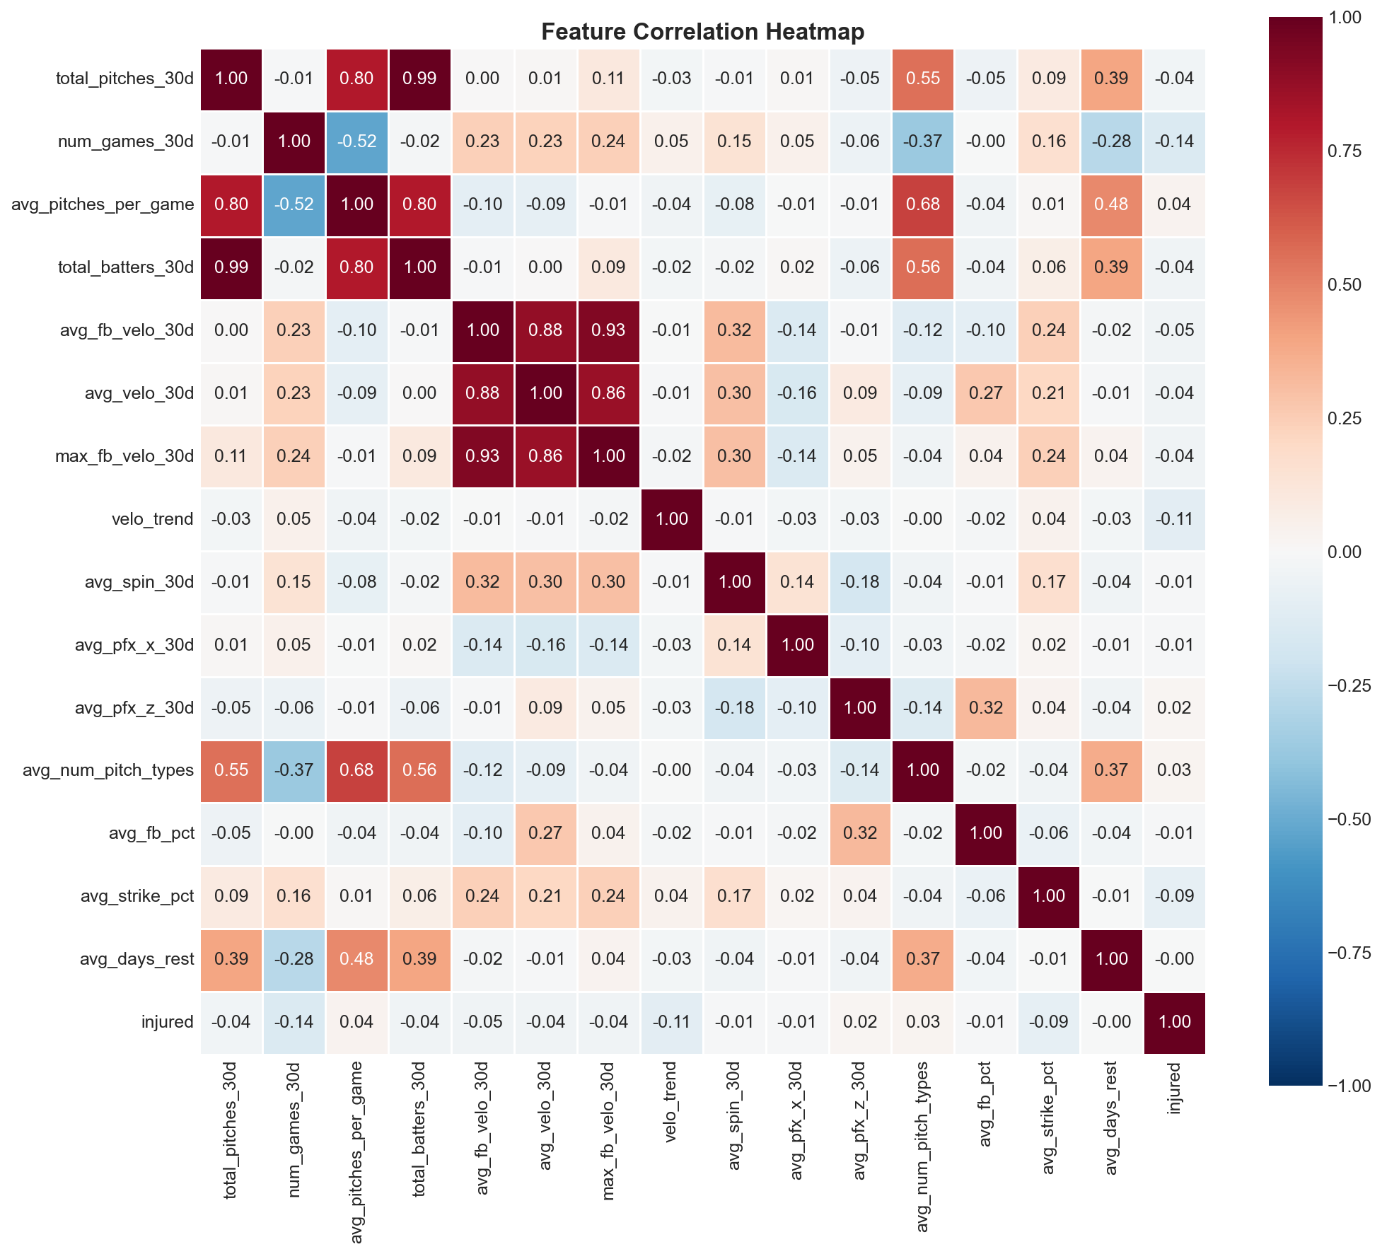 Feature Correlation Heatmap
total_pitches_30d 1.00 -0.01 0.80 0.99 0.00 0.01 0.11 -0.03 -0.01 0.01 -0.05 0.55 -0.05 0.09 0.39 -0.04
num_games_30d -0.01 1.00 -0.52 -0.02 0.23 0.23 0.24 0.05 0.15 0.05 -0.06 -0.37 -0.00 0.16 -0.28 -0.14
avg_pitches_per_game 0.80 -0.52 1.00 0.80 -0.10 -0.09 -0.01 -0.04 -0.08 -0.01 -0.01 0.68 -0.04 0.01 0.48 0.04
total_batters_30d 0.99 -0.02 0.80 1.00 -0.01 0.00 0.09 -0.02 -0.02 0.02 -0.06 0.56 -0.04 0.06 0.39 -0.04
avg_fb_velo_30d 0.00 0.23 -0.10 -0.01 1.00 0.88 0.93 -0.01 0.32 -0.14 -0.01 -0.12 -0.10 0.24 -0.02 -0.05
avg_velo_30d 0.01 0.23 -0.09 0.00 0.88 1.00 0.86 -0.01 0.30 -0.16 0.09 -0.09 0.27 0.21 -0.01 -0.04
max_fb_velo_30d 0.11 0.24 -0.01 0.09 0.93 0.86 1.00 -0.02 0.30 -0.14 0.05 -0.04 0.04 0.24 0.04 -0.04
velo_trend -0.03 0.05 -0.04 -0.02 -0.01 -0.01 -0.02 1.00 -0.01 -0.03 -0.03 -0.00 -0.02 0.04 -0.03 -0.11
avg_spin_30d -0.01 0.15 -0.08 -0.02 0.32 0.30 0.30 -0.01 1.00 0.14 -0.18 -0.04 -0.01 0.17 -0.04 -0.01
avg_pfx_x_30d 0.01 0.05 -0.01 0.02 -0.14 -0.16 -0.14 -0.03 0.14 1.00 -0.10 -0.03 -0.02 0.02 -0.01 -0.01
avg_pfx_z_30d -0.05 -0.06 -0.01 -0.06 -0.01 0.09 0.05 -0.03 -0.18 -0.10 1.00 -0.14 0.32 0.04 -0.04 0.02
avg_num_pitch_types 0.55 -0.37 0.68 0.56 -0.12 -0.09 -0.04 -0.00 -0.04 -0.03 -0.14 1.00 -0.02 -0.04 0.37 0.03
avg_fb_pct -0.05 -0.00 -0.04 -0.04 -0.10 0.27 0.04 -0.02 -0.01 -0.02 0.32 -0.02 1.00 -0.06 -0.04 -0.01
avg_strike_pct 0.09 0.16 0.01 0.06 0.24 0.21 0.24 0.04 0.17 0.02 0.04 -0.04 -0.06 1.00 -0.01 -0.09
avg_days_rest 0.39 -0.28 0.48 0.39 -0.02 -0.01 0.04 -0.03 -0.04 -0.01 -0.04 0.37 -0.04 -0.01 1.00 -0.00
injured -0.04 -0.14 0.04 -0.04 -0.05 -0.04 -0.04 -0.11 -0.01 -0.01 0.02 0.03 -0.01 -0.09 -0.00 1.00
total_pitches_30d
num_games_30d
avg_pitches_per_game
total_batters_30d
avg_fb_velo_30d
avg_velo_30d
max_fb_velo_30d
velo_trend
avg_spin_30d
avg_pfx_x_30d
avg_pfx_z_30d
avg_num_pitch_types
avg_fb_pct
avg_strike_pct
avg_days_rest
injured
1.00
0.75
0.50
0.25
0.00
−0.25
−0.50
−0.75
−1.00